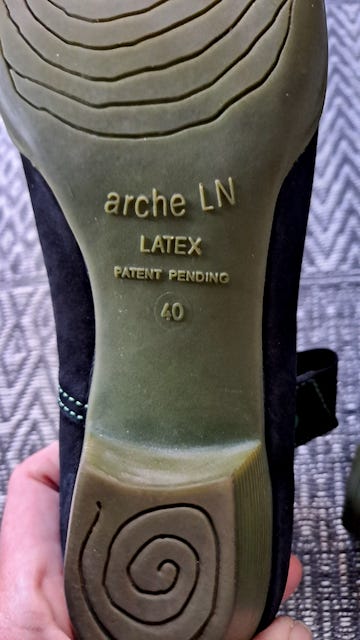 arche LN
LATEX
PATENT PENDING
40